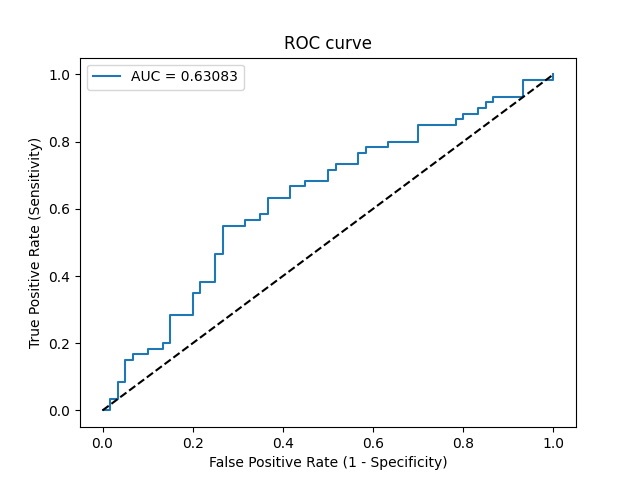 ROC curve
AUC = 0.63083
1.0
0.8
0.6
0.4
0.2
0.0
True Positive Rate (Sensitivity)
0.0 0.2 0.4 0.6 0.8 1.0
False Positive Rate (1 - Specificity)